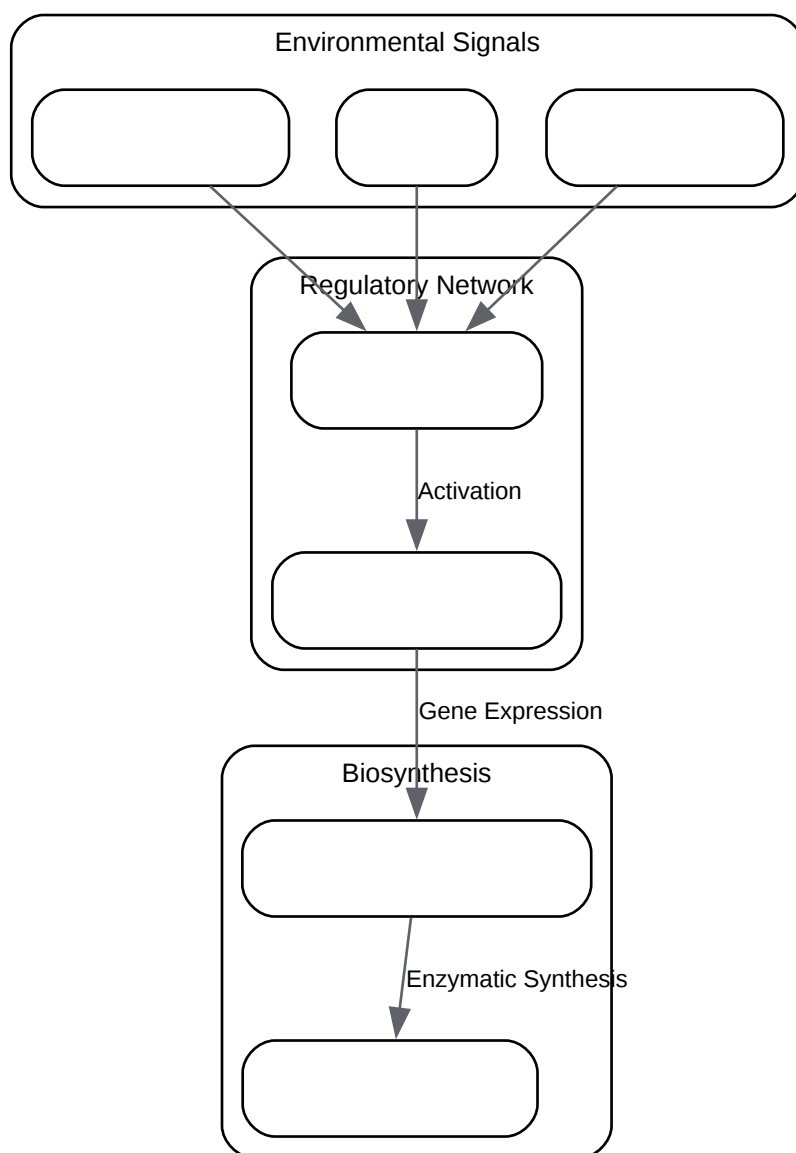 Environmental Signals
Regulatory Network
Activation
Gene Expression
Biosynthesis
Enzymatic Synthesis